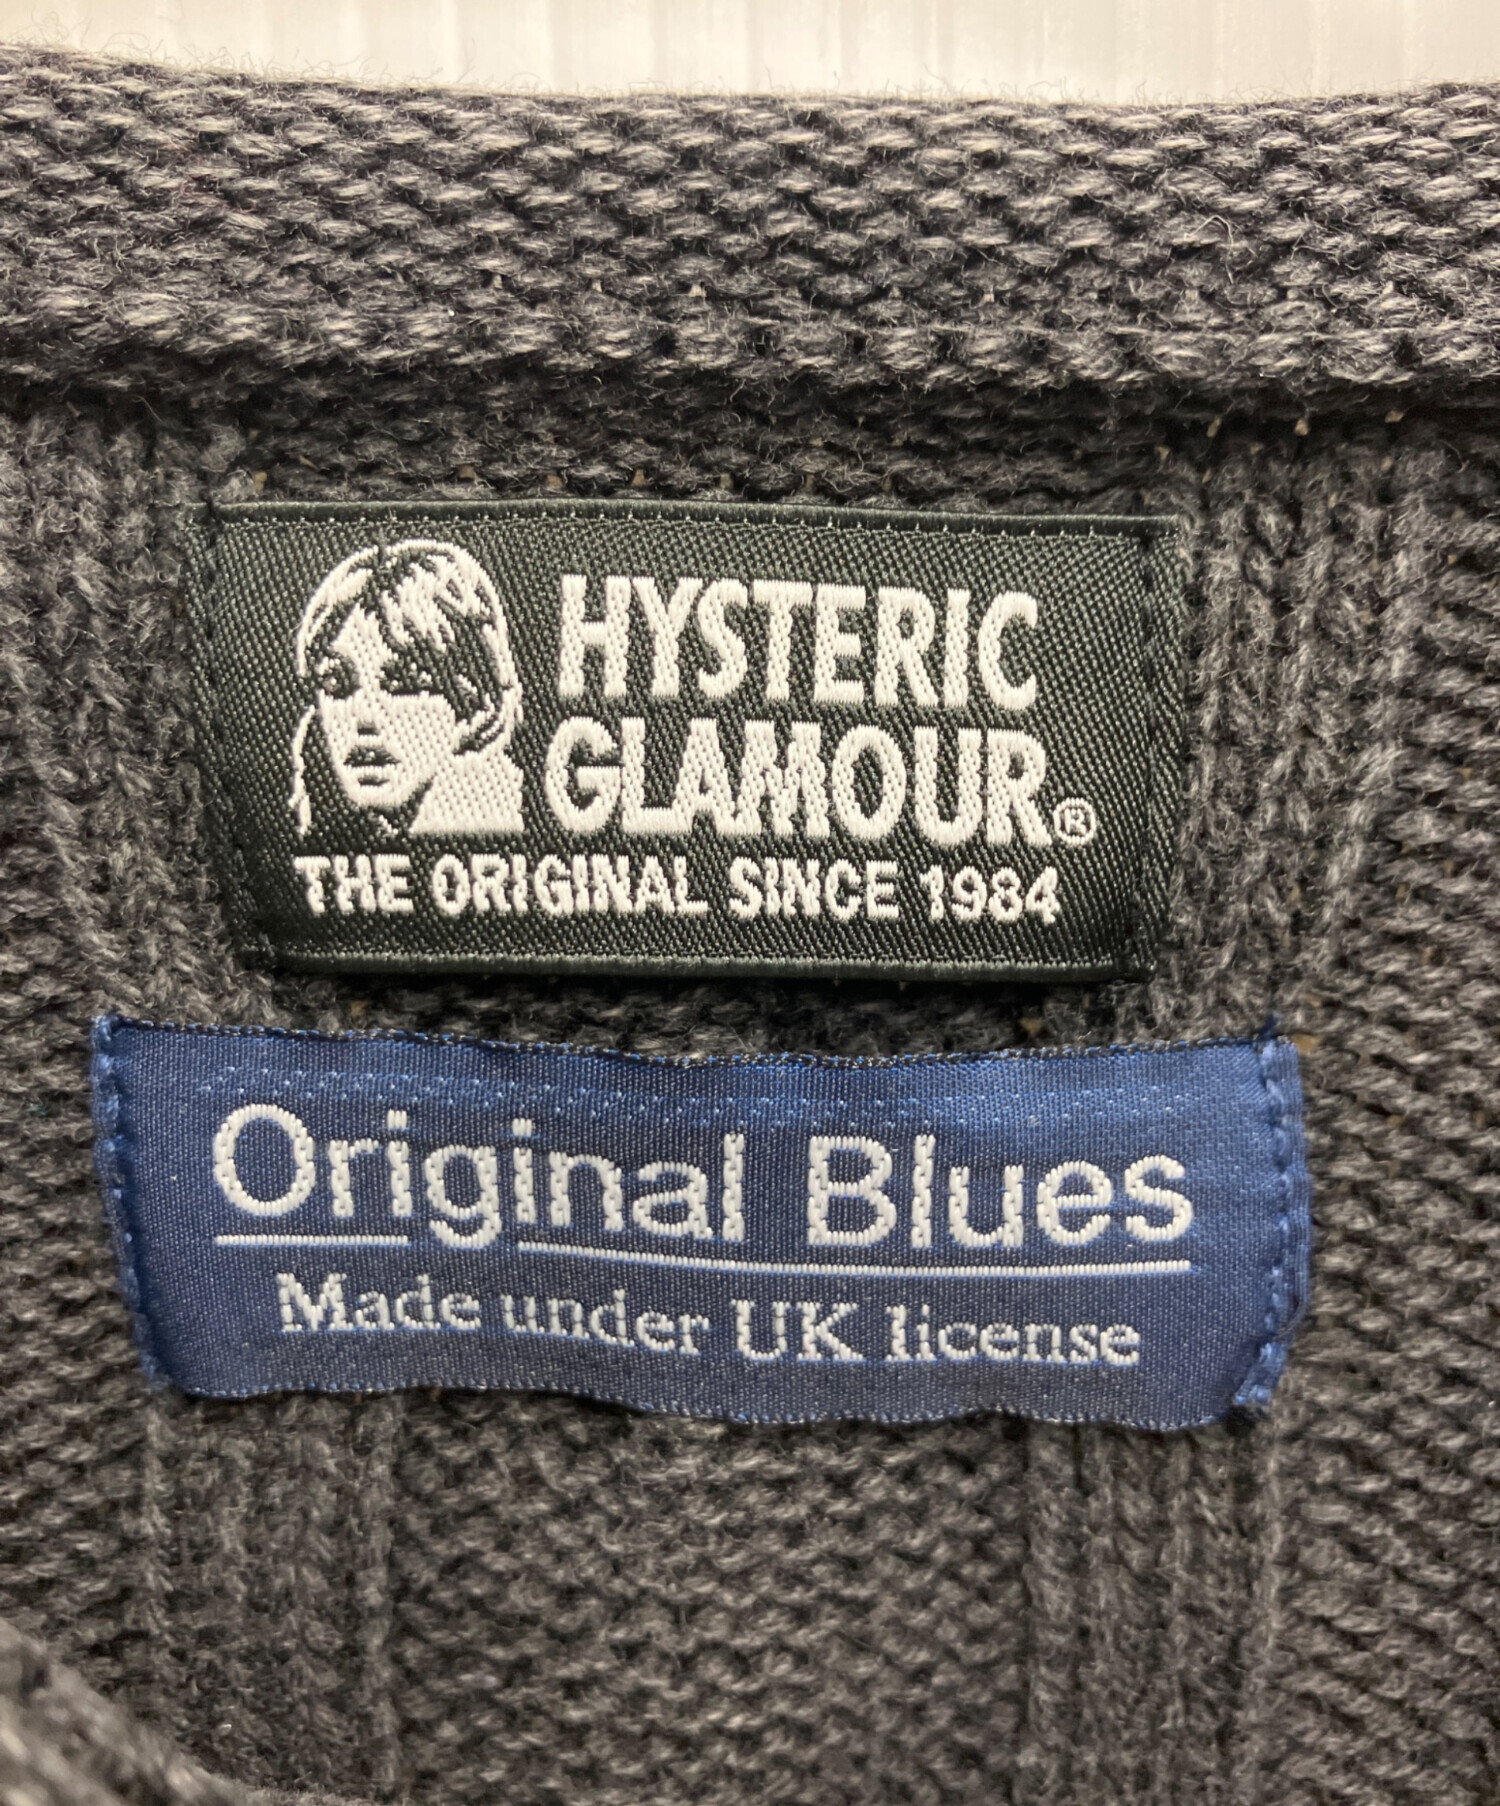 HYSTERIC
GLAMOUR®
THE ORIGINAL SINCE 1984
Original Blues
Made under UK license